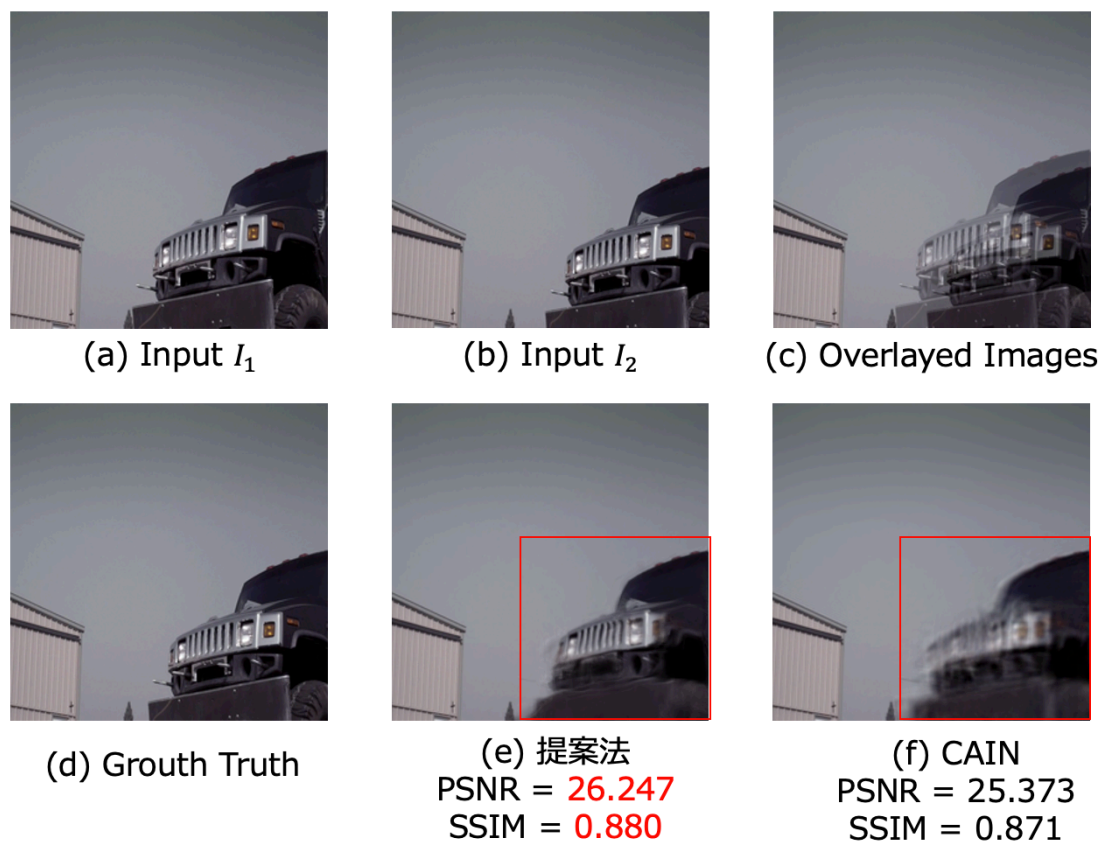 (a) Input I₁
(b) Input I₂
(c) Overlayed Images
(d) Grouth Truth
(e) 提案法
PSNR = 26.247
SSIM = 0.880
(f) CAIN
PSNR = 25.373
SSIM = 0.871